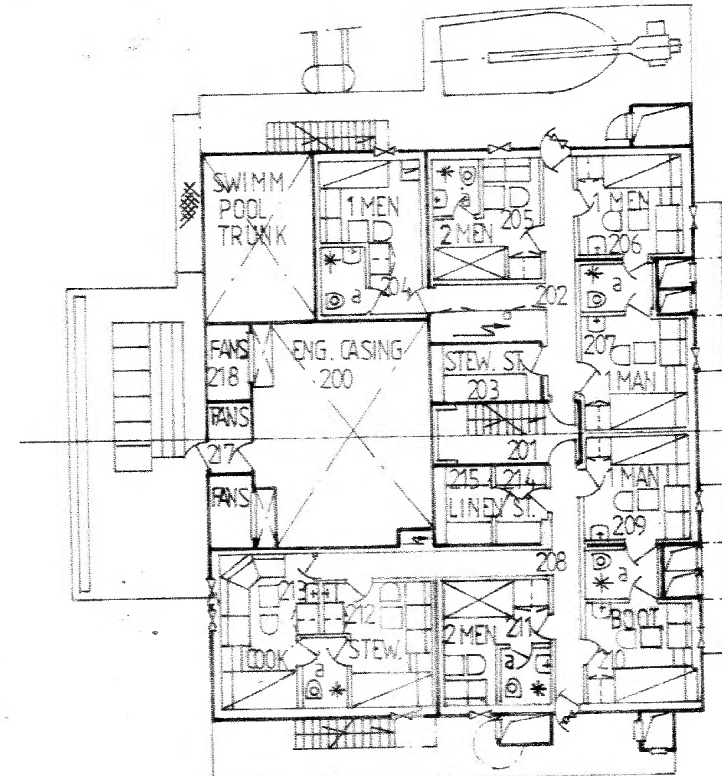 SWIMM
POOL
TRUNK
1 MEN
a
204
a
205
2 MEN
202
1 MEN
206
a
207
1 MAN
FANS
218
ENG. CASING
200
STEW. ST.
203
FANS
217
201
215
214
LINEN ST.
1 MAN
209
FANS
208
a
213
212
COOK
STEW.
a
2 MEN
211
a
BOOT.
210